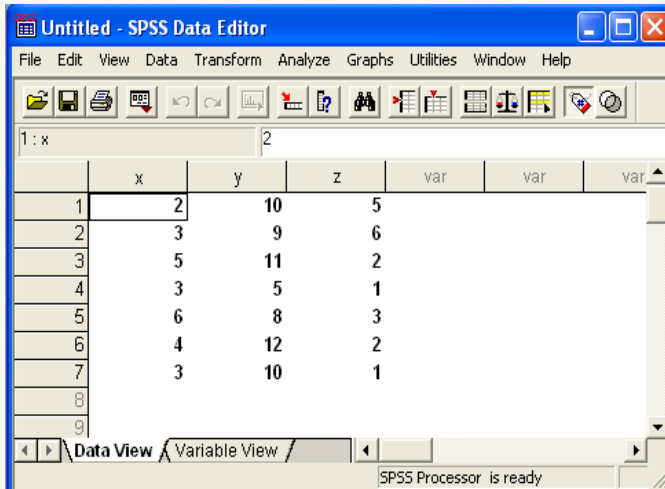 Untitled - SPSS Data Editor
File Edit View Data Transform Analyze Graphs Utilities Window Help
1 : x 2
x y z var var var
1 2 10 5
2 3 9 6
3 5 11 2
4 3 5 1
5 6 8 3
6 4 12 2
7 3 10 1
8
9
Data View Variable View
SPSS Processor is ready